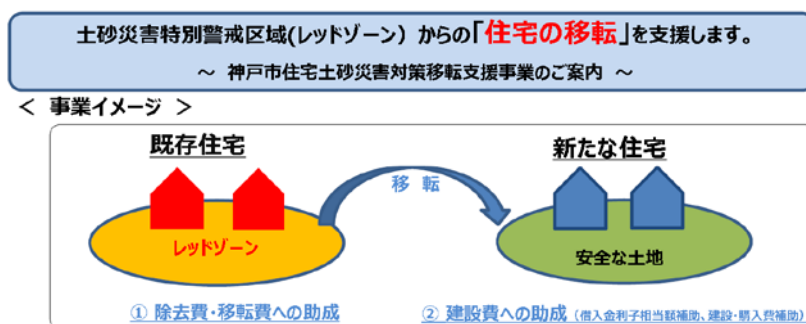 土砂災害特別警戒区域(レッドゾーン) からの｢住宅の移転｣を支援します。
～ 神戸市住宅土砂災害対策移転支援事業のご案内 ～
＜ 事業イメージ ＞
既存住宅
新たな住宅
移 転
レッドゾーン
安全な土地
① 除去費･移転費への助成
② 建設費への助成 (借入金利子相当額補助、建設･購入費補助)